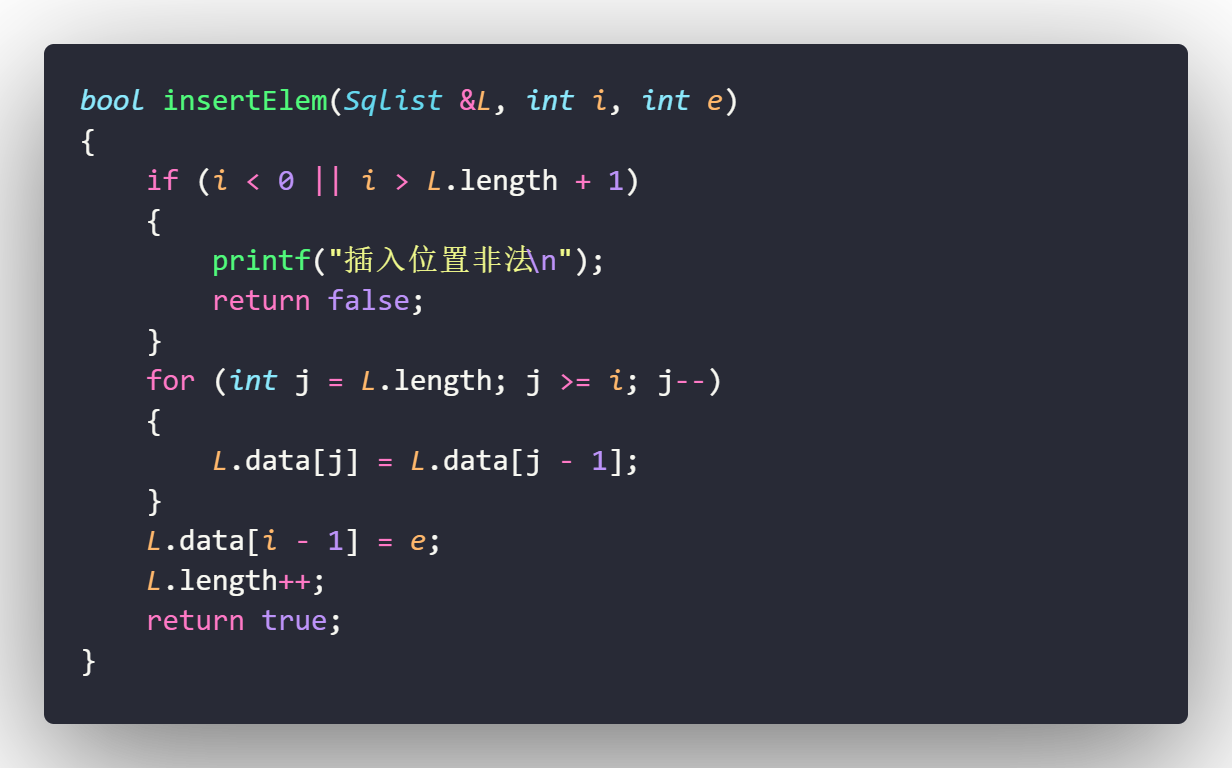 bool insertElem(Sqlist &L, int i, int e)
{
    if (i < 0 || i > L.length + 1)
    {
        printf("插入位置非法\n");
        return false;
    }
    for (int j = L.length; j >= i; j--)
    {
        L.data[j] = L.data[j - 1];
    }
    L.data[i - 1] = e;
    L.length++;
    return true;
}